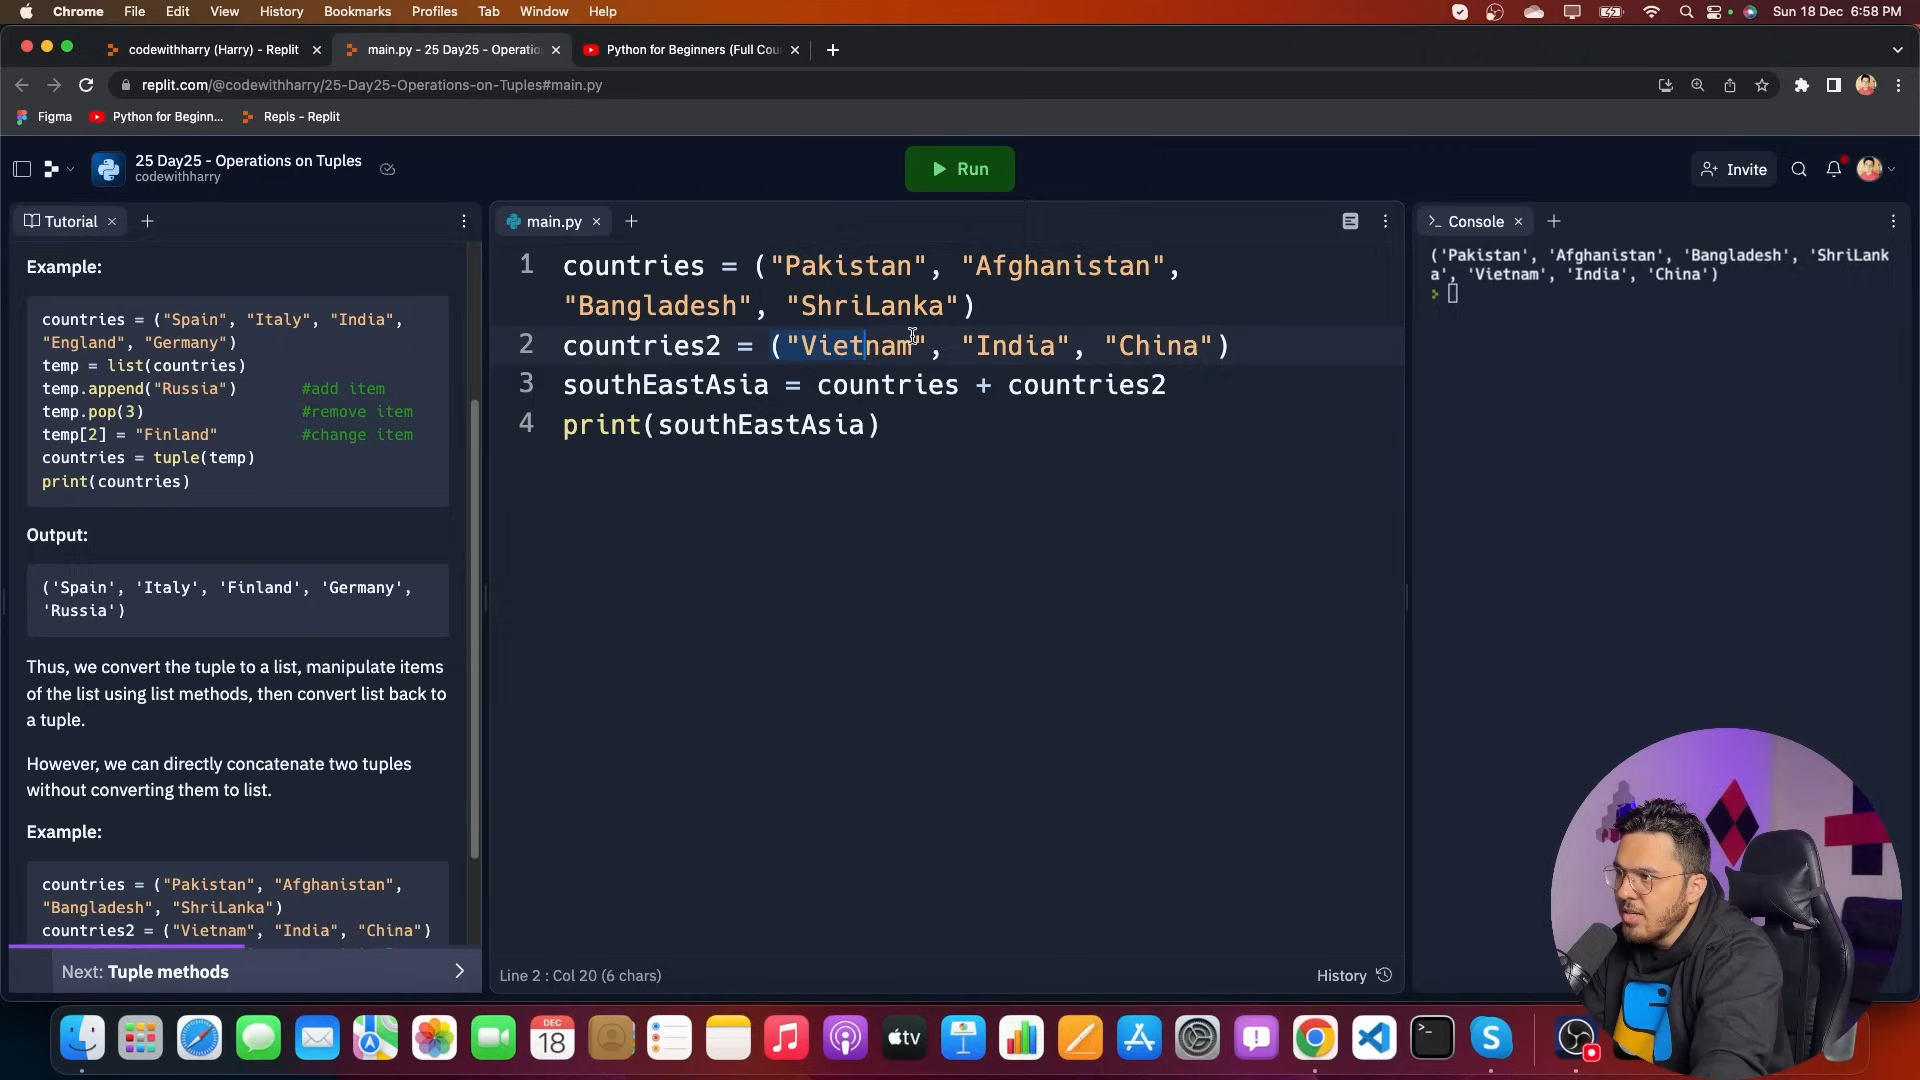 Chrome File Edit View History Bookmarks Profiles Tab Window Help Sun 18 Dec 6:58 PM
codewithharry (Harry) - Replit main.py - 25 Day25 - Operatio Python for Beginners (Full Cou
replit.com/@codewithharry/25-Day25-Operations-on-Tuples#main.py
Figma Python for Beginn... Repls - Replit
25 Day25 - Operations on Tuples
codewithharry
Run
Invite
Tutorial
Example:
countries = ("Spain", "Italy", "India",
"England", "Germany")
temp = list(countries)
temp.append("Russia") #add item
temp.pop(3) #remove item
temp[2] = "Finland" #change item
countries = tuple(temp)
print(countries)
Output:
('Spain', 'Italy', 'Finland', 'Germany',
'Russia')
Thus, we convert the tuple to a list, manipulate items
of the list using list methods, then convert list back to
a tuple.
However, we can directly concatenate two tuples
without converting them to list.
Example:
countries = ("Pakistan", "Afghanistan",
"Bangladesh", "ShriLanka")
countries2 = ("Vietnam", "India", "China")
Next: Tuple methods
main.py
1 countries = ("Pakistan", "Afghanistan",
"Bangladesh", "ShriLanka")
2 countries2 = ("Vietnam", "India", "China")
3 southEastAsia = countries + countries2
4 print(southEastAsia)
Line 2 : Col 20 (6 chars)
History
Console
('Pakistan', 'Afghanistan', 'Bangladesh', 'ShriLank
a', 'Vietnam', 'India', 'China')
DEC
18
tv